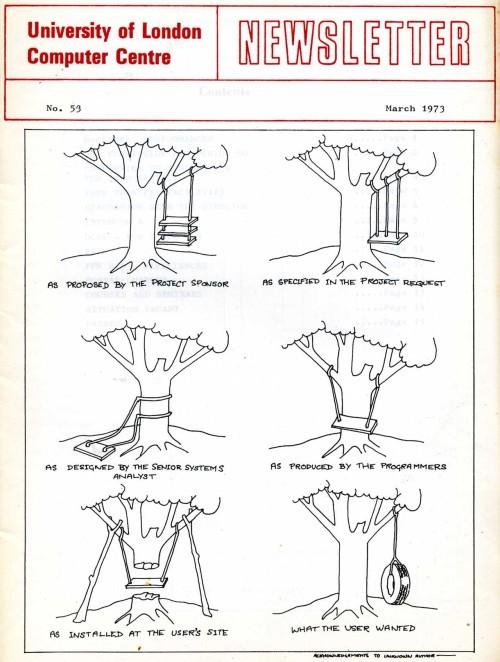 University of London
Computer Centre
NEWSLETTER
No. 53
March 1973
AS PROPOSED BY THE PROJECT SPONSOR
AS SPECIFIED IN THE PROJECT REQUEST
AS DESIGNED BY THE SENIOR SYSTEMS
ANALYST
AS PRODUCED BY THE PROGRAMMERS
AS INSTALLED AT THE USER'S SITE
WHAT THE USER WANTED
ACKNOWLEDGEMENTS TO UNKNOWN AUTHOR